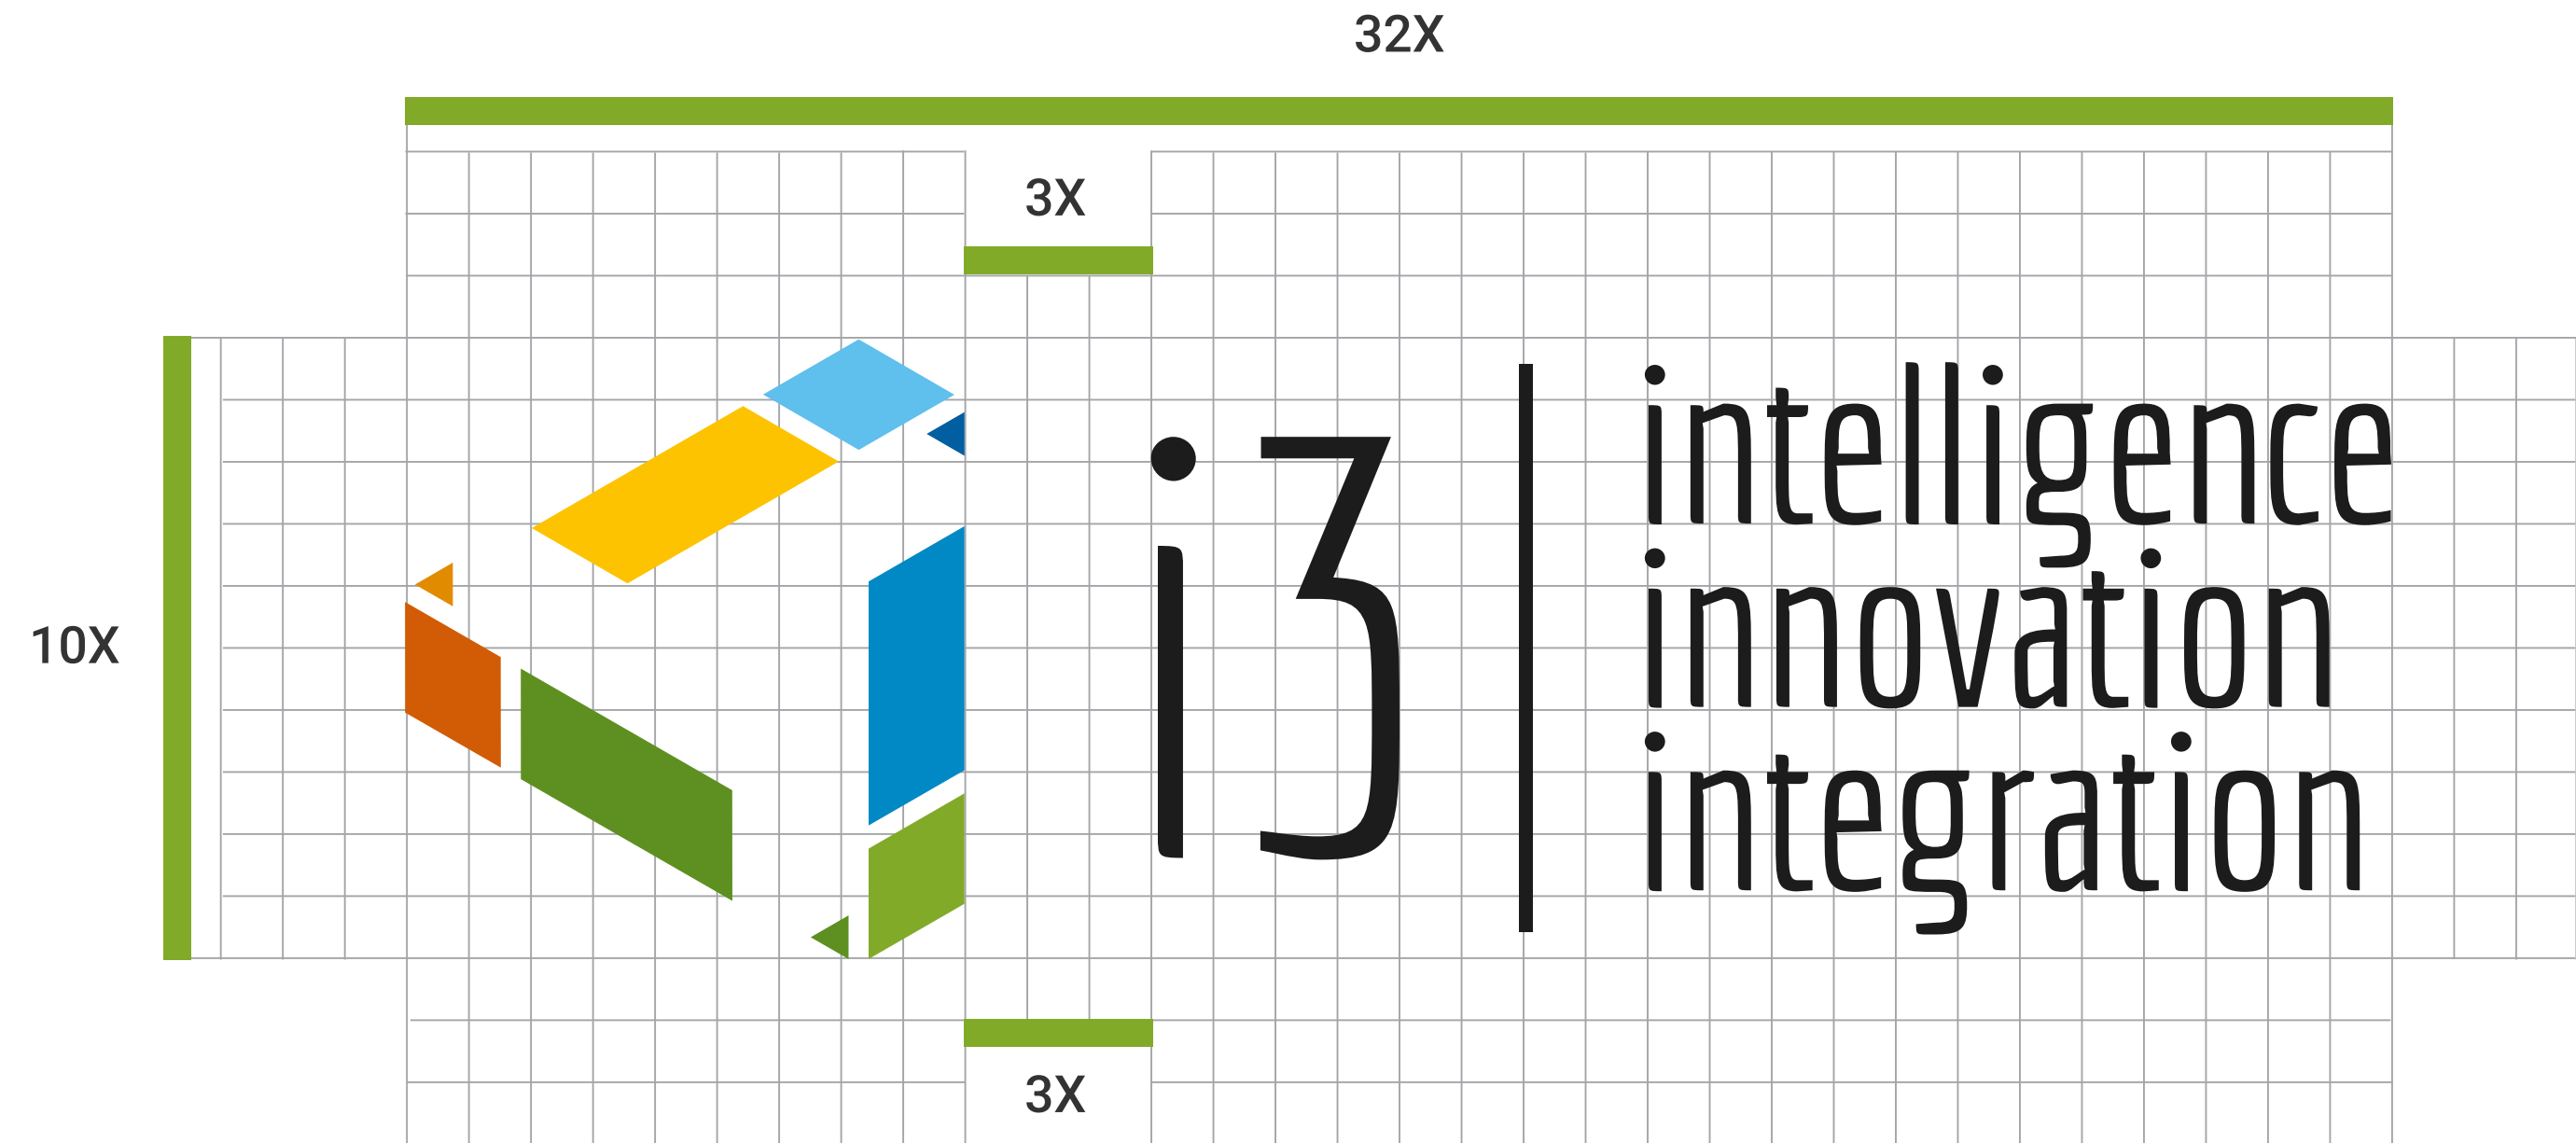 32X
3X
10X
i3
intelligence
innovation
integration
3X